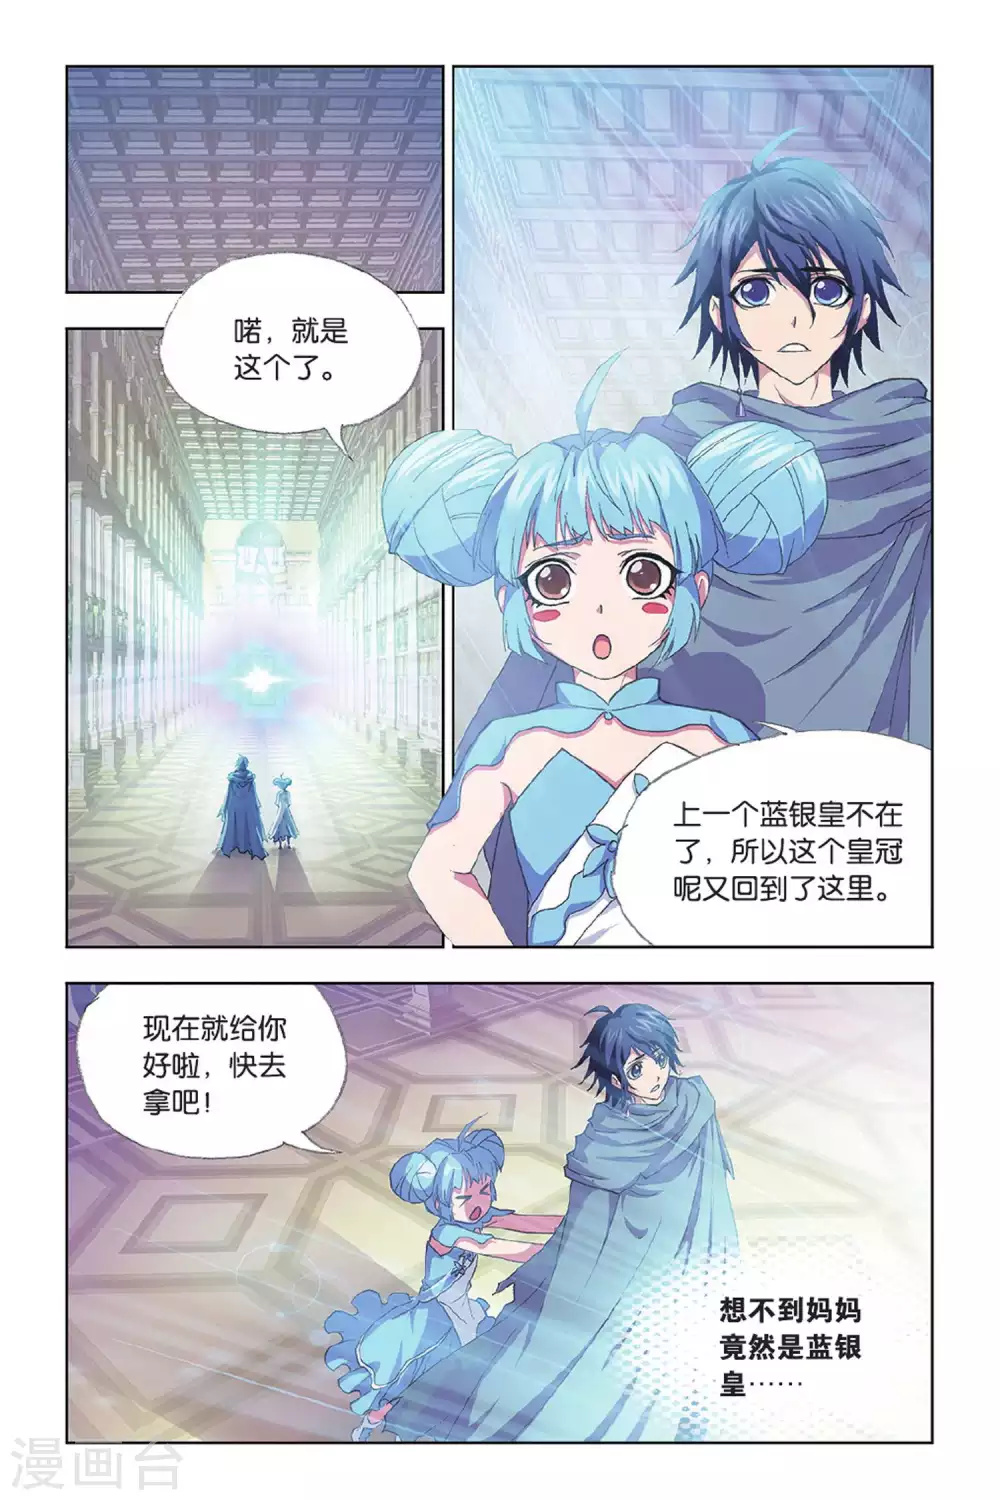 喏，就是
这个了。
上一个蓝银皇不在
了，所以这个皇冠
呢又回到了这里。
现在就给你
好啦，快去
拿吧！
想不到妈妈
竟然是蓝银
皇……
漫画台